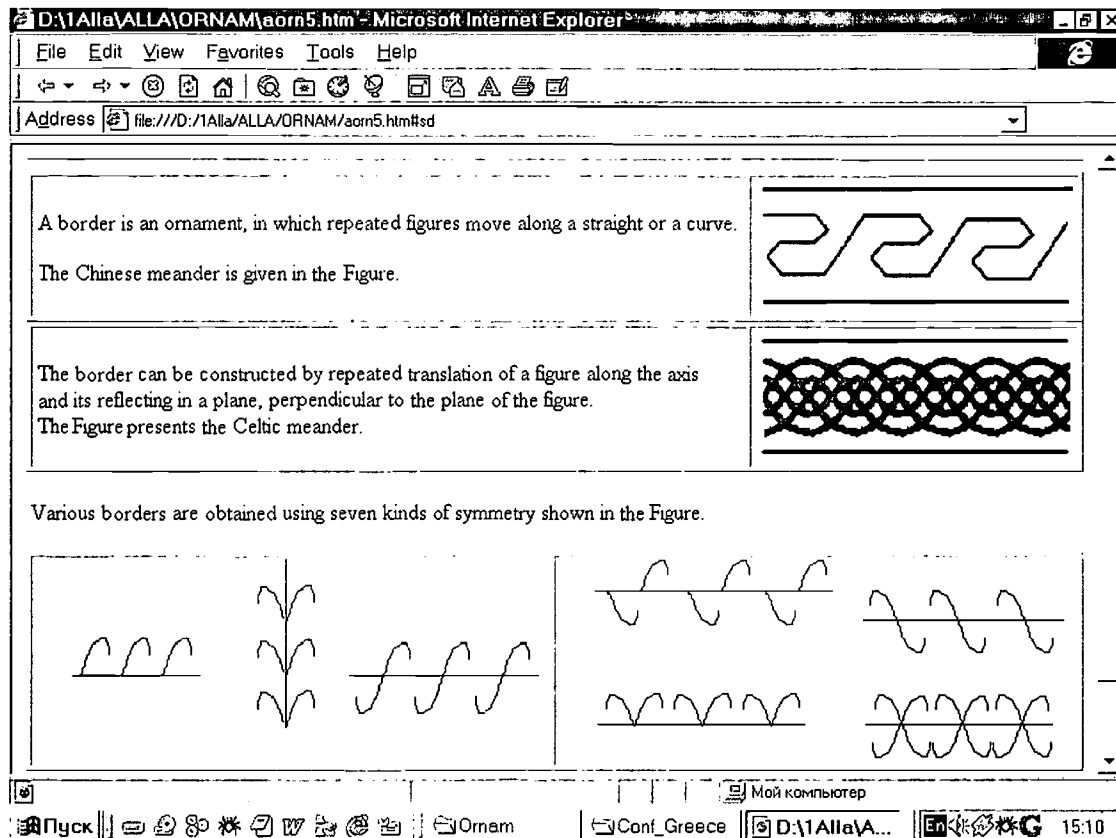 D:\1Alla\ALLA\ORNAM\aorn5.htm - Microsoft Internet Explorer
File Edit View Favorites Tools Help
Address file:///D:/1Alla/ALLA/ORNAM/aorn5.htm#sd
A border is an ornament, in which repeated figures move along a straight or a curve.
The Chinese meander is given in the Figure.
The border can be constructed by repeated translation of a figure along the axis
and its reflecting in a plane, perpendicular to the plane of the figure.
The Figure presents the Celtic meander.
Various borders are obtained using seven kinds of symmetry shown in the Figure.
Мой компьютер
Пуск Ornam Conf_Greece D:\1Alla\A... En 15:10